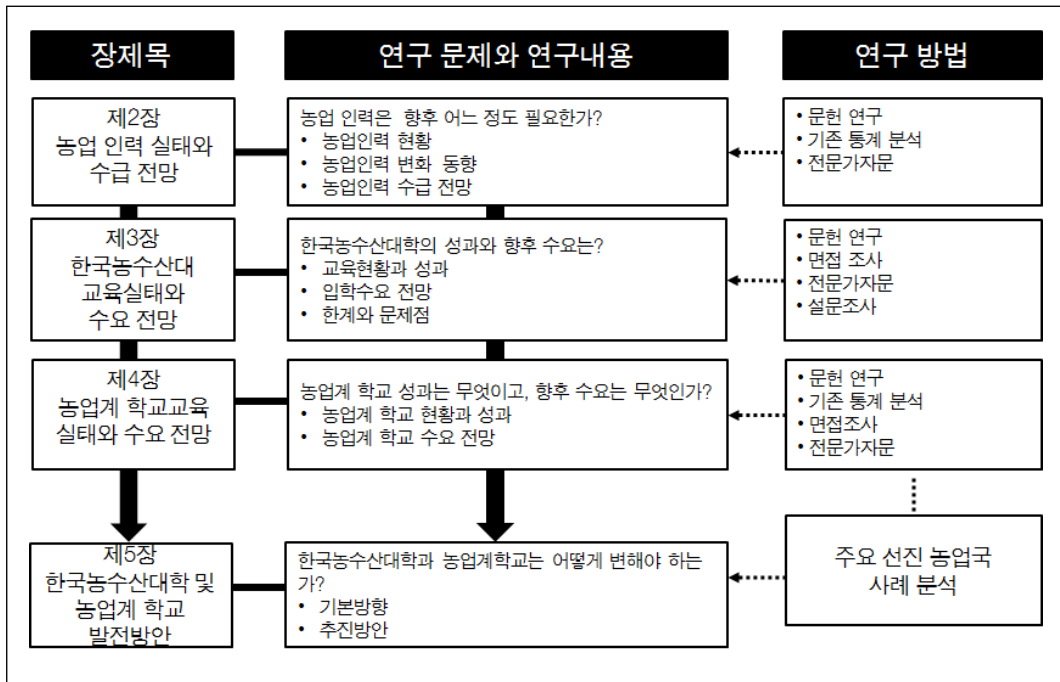 장제목
연구 문제와 연구내용
연구 방법
제2장
농업 인력 실태와
수급 전망
농업 인력은 향후 어느 정도 필요한가?
• 농업인력 현황
• 농업인력 변화 동향
• 농업인력 수급 전망
• 문헌 연구
• 기존 통계 분석
• 전문가자문
제3장
한국농수산대
교육실태와
수요 전망
한국농수산대학의 성과와 향후 수요는?
• 교육현황과 성과
• 입학수요 전망
• 한계와 문제점
• 문헌 연구
• 면접 조사
• 전문가자문
• 설문조사
제4장
농업계 학교교육
실태와 수요 전망
농업계 학교 성과는 무엇이고, 향후 수요는 무엇인가?
• 농업계 학교 현황과 성과
• 농업계 학교 수요 전망
• 문헌 연구
• 기존 통계 분석
• 면접조사
• 전문가자문
제5장
한국농수산대학 및
농업계 학교
발전방안
한국농수산대학과 농업계학교는 어떻게 변해야 하는
가?
• 기본방향
• 추진방안
주요 선진 농업국
사례 분석